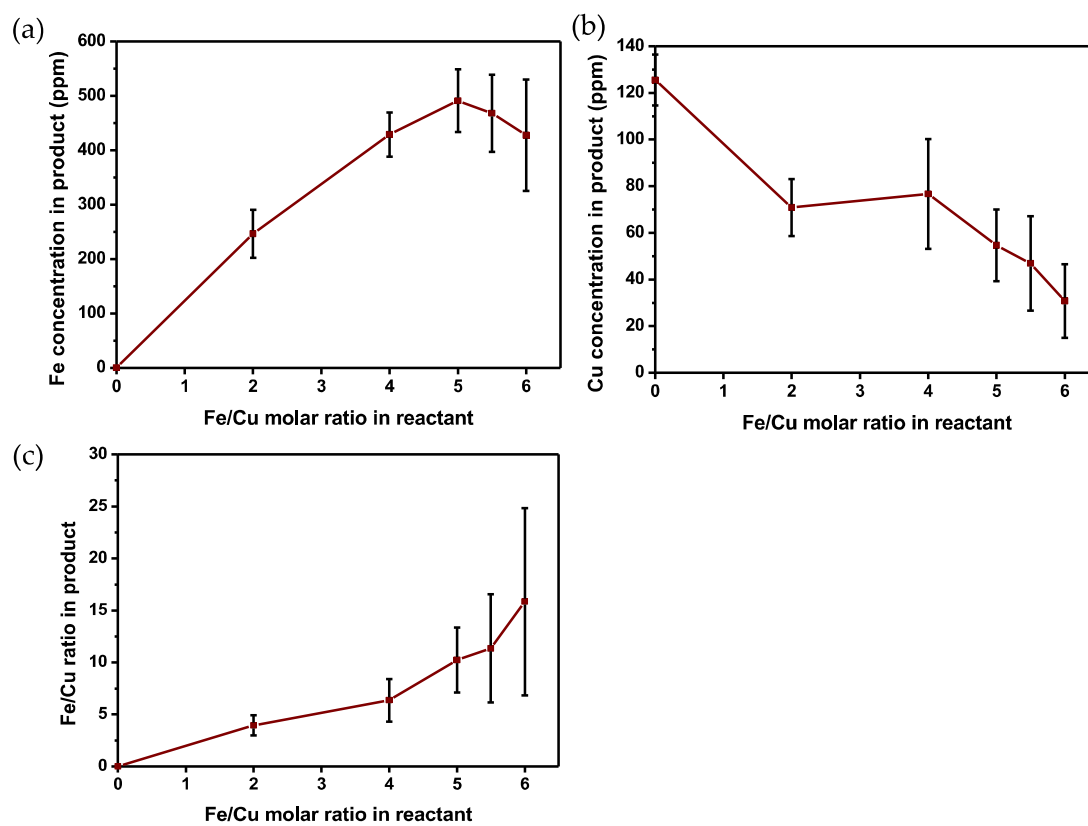 (a)
Fe concentration in product (ppm)
600
500
400
300
200
100
0
0 1 2 3 4 5 6
Fe/Cu molar ratio in reactant
(b)
Cu concentration in product (ppm)
140
120
100
80
60
40
20
0
0 1 2 3 4 5 6
Fe/Cu molar ratio in reactant
(c)
Fe/Cu ratio in product
30
25
20
15
10
5
0
0 1 2 3 4 5 6
Fe/Cu molar ratio in reactant